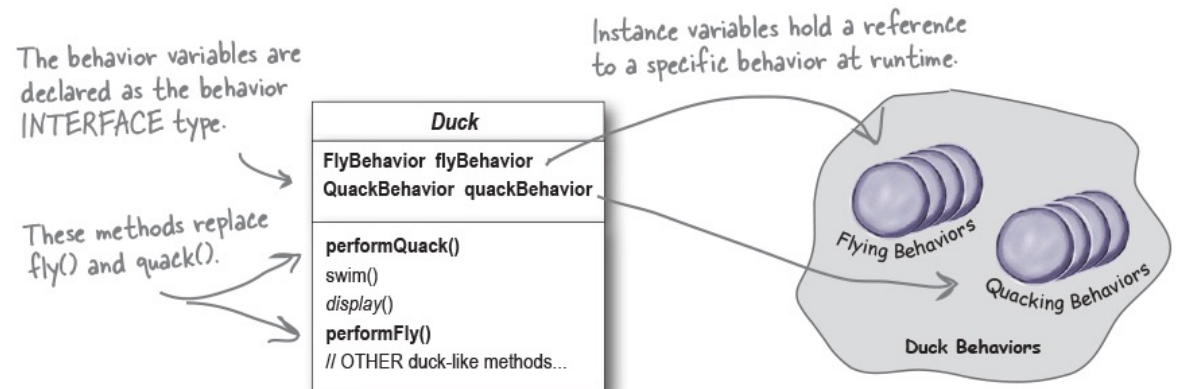 The behavior variables are
declared as the behavior
INTERFACE type.
Instance variables hold a reference
to a specific behavior at runtime.
These methods replace
fly() and quack().
Duck
FlyBehavior flyBehavior
QuackBehavior quackBehavior
performQuack()
swim()
display()
performFly()
// OTHER duck-like methods...
Flying Behaviors
Quacking Behaviors
Duck Behaviors